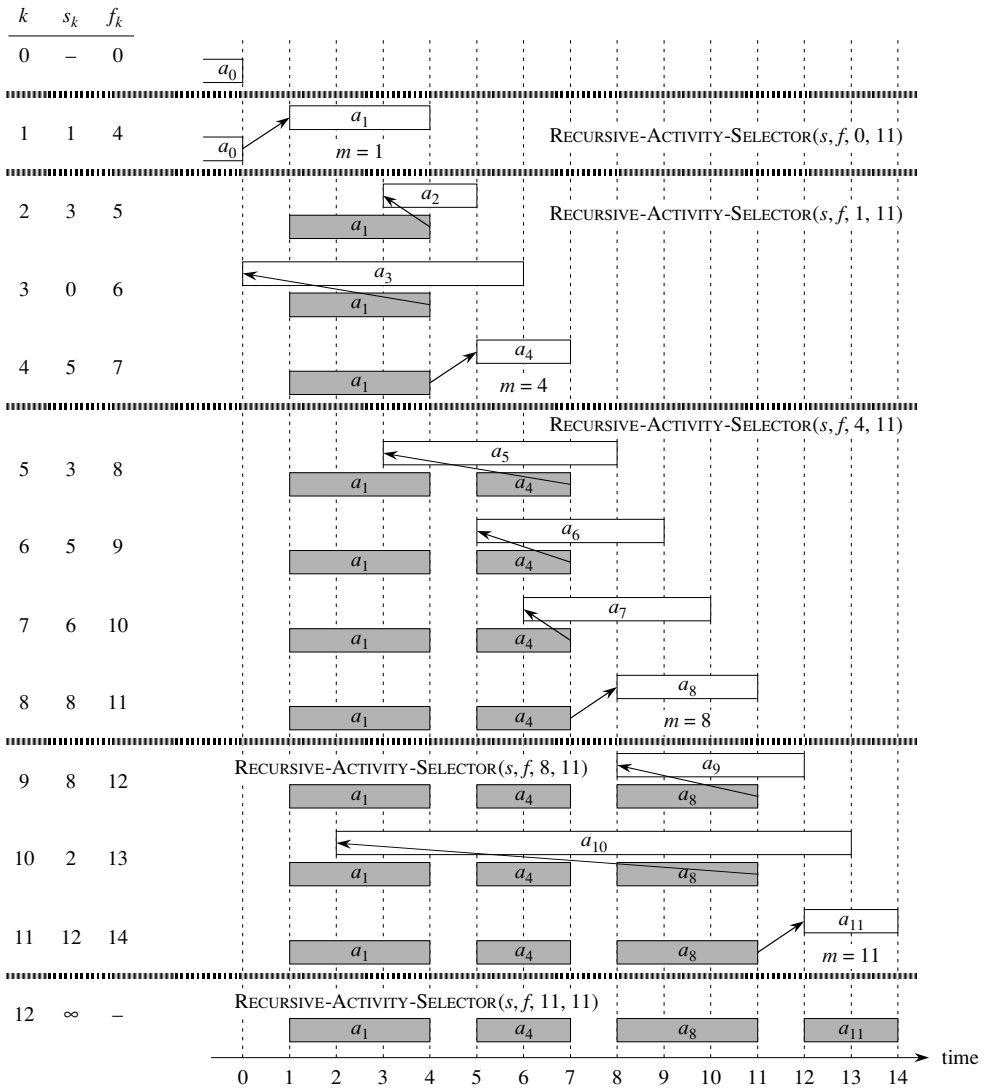 k s_k f_k
0 – 0
a_0
1 1 4
a_1
a_0
m = 1
RECURSIVE-ACTIVITY-SELECTOR(s, f, 0, 11)
2 3 5
a_2
a_1
RECURSIVE-ACTIVITY-SELECTOR(s, f, 1, 11)
3 0 6
a_3
a_1
4 5 7
a_4
a_1
m = 4
RECURSIVE-ACTIVITY-SELECTOR(s, f, 4, 11)
5 3 8
a_5
a_1 a_4
6 5 9
a_6
a_1 a_4
7 6 10
a_7
a_1 a_4
8 8 11
a_8
a_1 a_4
m = 8
RECURSIVE-ACTIVITY-SELECTOR(s, f, 8, 11)
9 8 12
a_9
a_1 a_4 a_8
10 2 13
a_10
a_1 a_4 a_8
11 12 14
a_11
a_1 a_4 a_8
m = 11
RECURSIVE-ACTIVITY-SELECTOR(s, f, 11, 11)
12 ∞ –
a_1 a_4 a_8 a_11
time
0 1 2 3 4 5 6 7 8 9 10 11 12 13 14